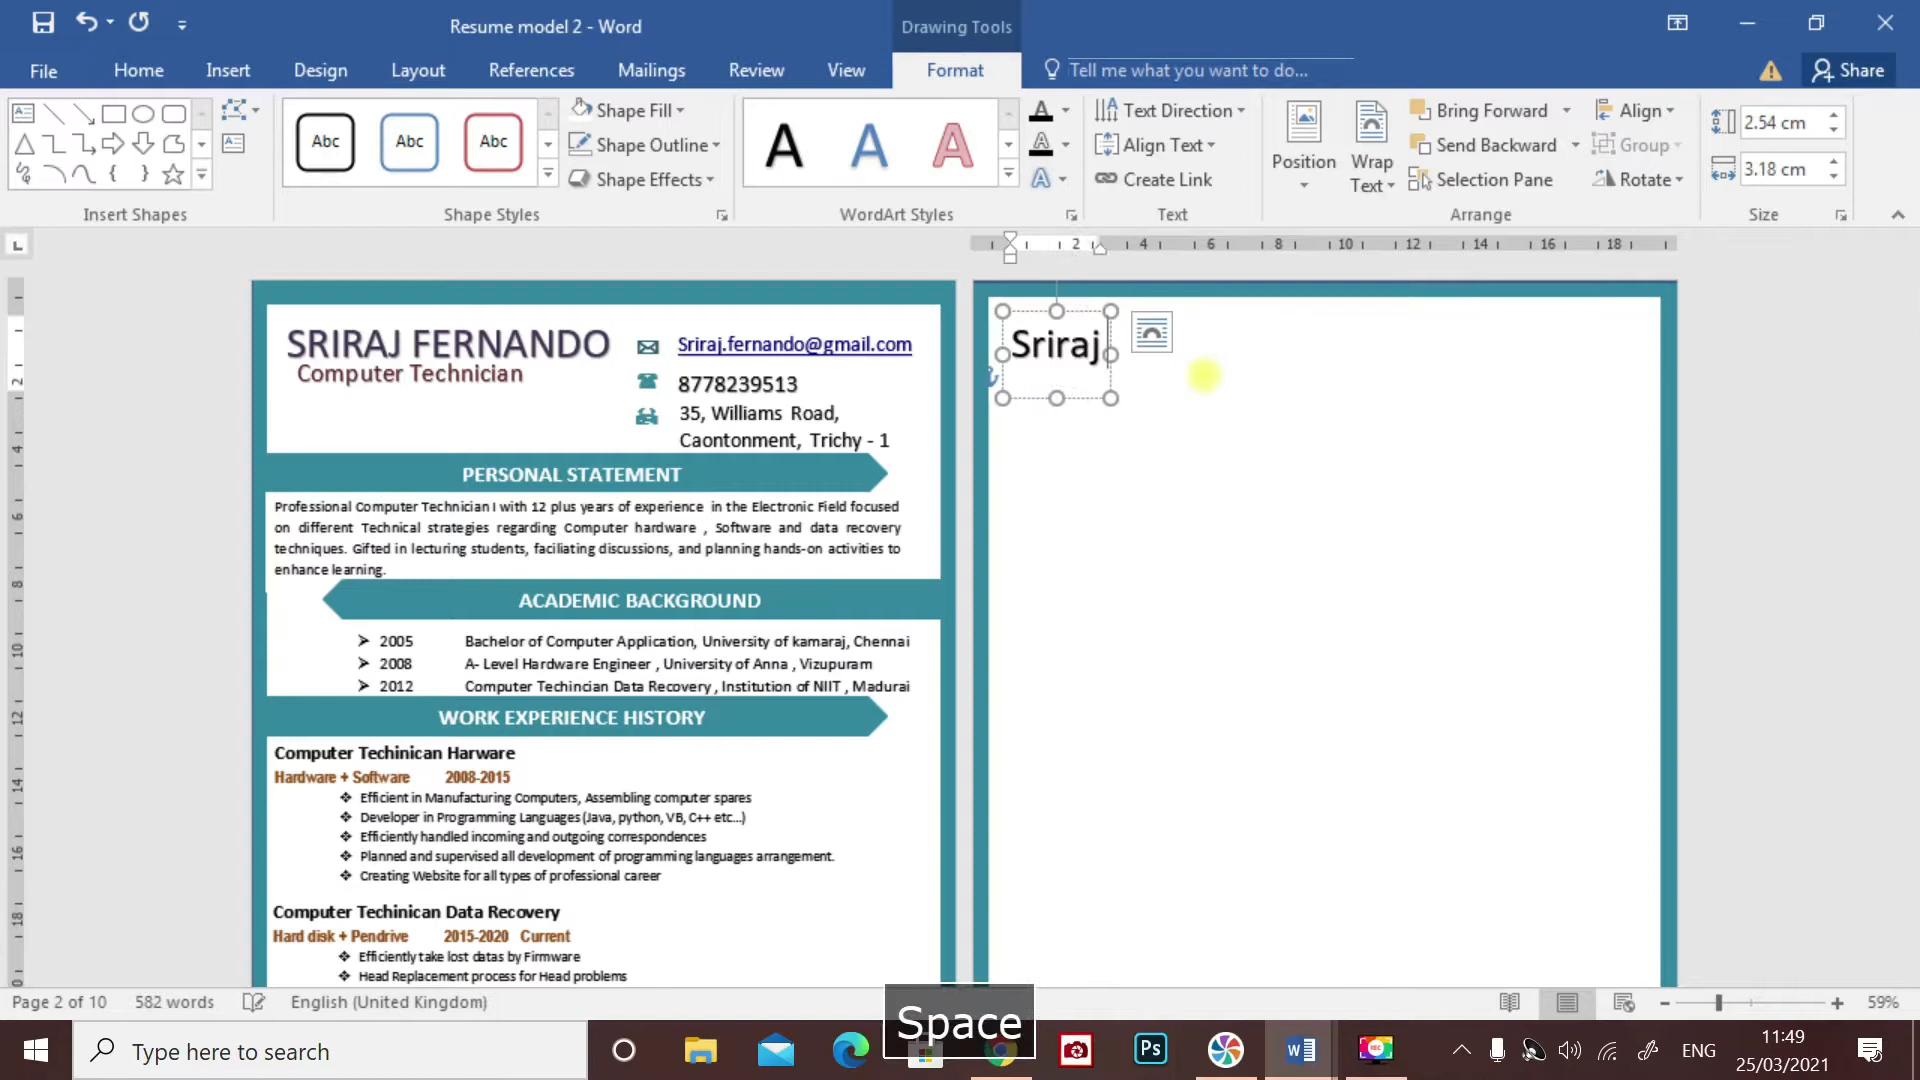 Resume model 2 - Word
Drawing Tools
File
Home
Insert
Design
Layout
References
Mailings
Review
View
Format
Tell me what you want to do...
Share
Abc
Abc
Abc
Shape Fill
Shape Outline
Shape Effects
A
A
A
Text Direction
Align Text
Create Link
Position
Wrap
Text
Bring Forward
Send Backward
Selection Pane
Align
Group
Rotate
2.54 cm
3.18 cm
Insert Shapes
Shape Styles
WordArt Styles
Text
Arrange
Size
2 4 6 8 10 12 14 16 18
SRIRAJ FERNANDO
Computer Technician
Sriraj.fernando@gmail.com
8778239513
35, Williams Road,
Caontonment, Trichy - 1
PERSONAL STATEMENT
Professional Computer Technician I with 12 plus years of experience in the Electronic Field focused
on different Technical strategies regarding Computer hardware , Software and data recovery
techniques. Gifted in lecturing students, faciliating discussions, and planning hands-on activities to
enhance learning.
ACADEMIC BACKGROUND
2005 Bachelor of Computer Application, University of kamaraj, Chennai
2008 A- Level Hardware Engineer , University of Anna , Vizupuram
2012 Computer Techincian Data Recovery , Institution of NIIT , Madurai
WORK EXPERIENCE HISTORY
Computer Techinican Harware
Hardware + Software 2008-2015
Efficient in Manufacturing Computers, Assembling computer spares
Developer in Programming Languages (Java, python, VB, C++ etc...)
Efficiently handled incoming and outgoing correspondences
Planned and supervised all development of programming languages arrangement.
Creating Website for all types of professional career
Computer Techinican Data Recovery
Hard disk + Pendrive 2015-2020 Current
Efficiently take lost datas by Firmware
Head Replacement process for Head problems
Sriraj
Page 2 of 10
582 words
English (United Kingdom)
59%
Space
Type here to search
Ps
REC
ENG
11:49
25/03/2021